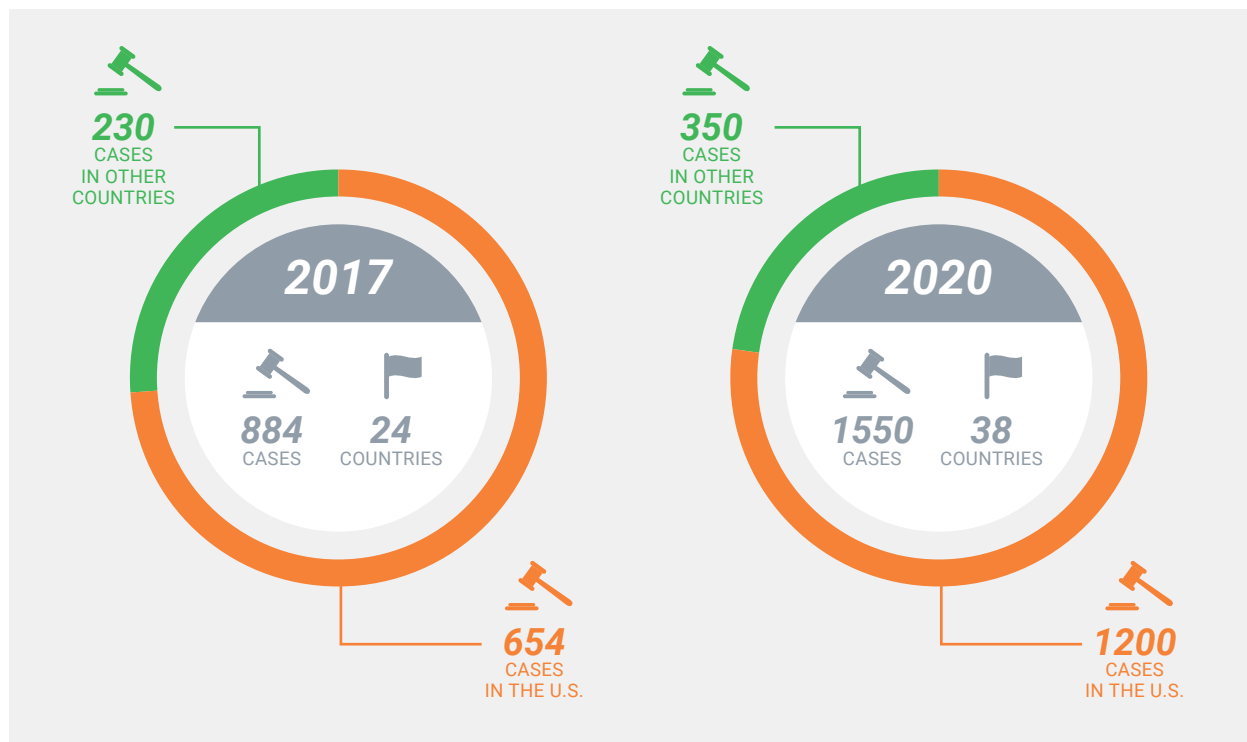 230
CASES
IN OTHER
COUNTRIES
2017
884
CASES
24
COUNTRIES
654
CASES
IN THE U.S.
350
CASES
IN OTHER
COUNTRIES
2020
1550
CASES
38
COUNTRIES
1200
CASES
IN THE U.S.